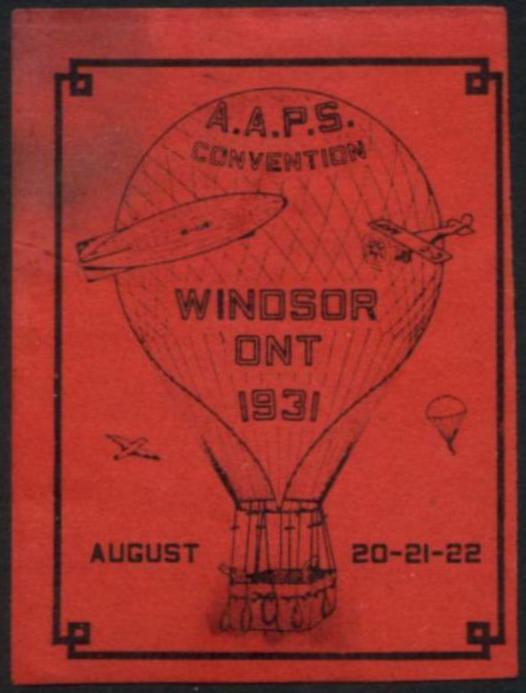 A.A.P.S.
CONVENTION
WINDSOR
ONT
1931
AUGUST 20-21-22